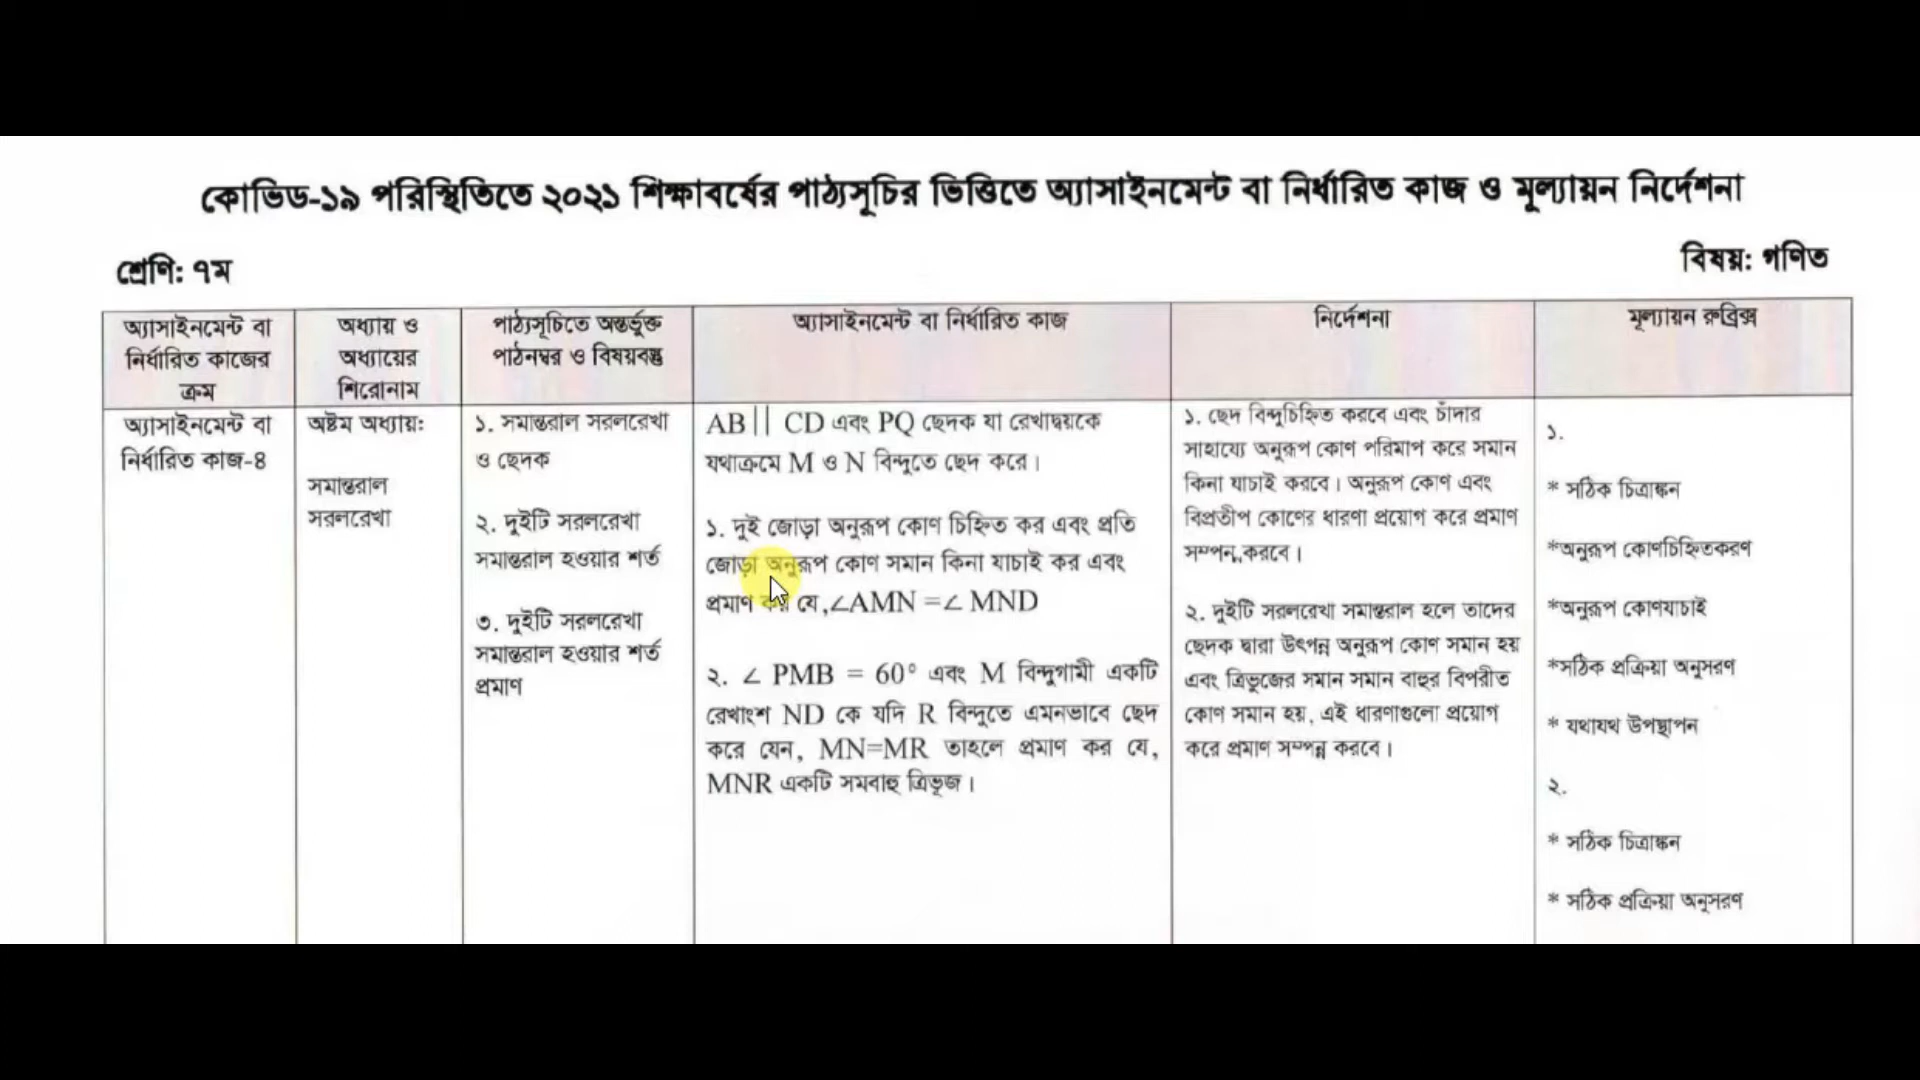 কোভিড-১৯ পরিস্থিতিতে ২০২১ শিক্ষাবর্ষের পাঠ্যসূচির ভিত্তিতে অ্যাসাইনমেন্ট বা নির্ধারিত কাজ ও মূল্যায়ন নির্দেশনা
শ্রেণি: ৭ম
বিষয়: গণিত
অ্যাসাইনমেন্ট বা
নির্ধারিত কাজের
ক্রম
অধ্যায় ও
অধ্যায়ের
শিরোনাম
পাঠ্যসূচিতে অন্তর্ভুক্ত
পাঠনম্বর ও বিষয়বস্তু
অ্যাসাইনমেন্ট বা নির্ধারিত কাজ
নির্দেশনা
মূল্যায়ন রুব্রিক্স
অ্যাসাইনমেন্ট বা
নির্ধারিত কাজ-৪
অষ্টম অধ্যায়:
সমান্তরাল
সরলরেখা
১. সমান্তরাল সরলরেখা
ও ছেদক
২. দুইটি সরলরেখা
সমান্তরাল হওয়ার শর্ত
৩. দুইটি সরলরেখা
সমান্তরাল হওয়ার শর্ত
প্রমাণ
AB|| CD এবং PQ ছেদক যা রেখাদ্বয়কে
যথাক্রমে M ও N বিন্দুতে ছেদ করে।
১. দুই জোড়া অনুরূপ কোণ চিহ্নিত কর এবং প্রতি
জোড়া অনুরূপ কোণ সমান কিনা যাচাই কর এবং
প্রমাণ কর যে,∠AMN =∠ MND
২. ∠ PMB = 60° এবং M বিন্দুগামী একটি
রেখাংশ ND কে যদি R বিন্দুতে এমনভাবে ছেদ
করে যেন, MN=MR তাহলে প্রমাণ কর যে,
MNR একটি সমবাহু ত্রিভূজ।
১. ছেদ বিন্দুচিহ্নিত করবে এবং চাঁদার
সাহায্যে অনুরূপ কোণ পরিমাপ করে সমান
কিনা যাচাই করবে। অনুরূপ কোণ এবং
বিপ্রতীপ কোণের ধারণা প্রয়োগ করে প্রমাণ
সম্পন্ন করবে।
২. দুইটি সরলরেখা সমান্তরাল হলে তাদের
ছেদক দ্বারা উৎপন্ন অনুরূপ কোণ সমান হয়
এবং ত্রিভুজের সমান সমান বাহুর বিপরীত
কোণ সমান হয়, এই ধারণাগুলো প্রয়োগ
করে প্রমাণ সম্পন্ন করবে।
১.
* সঠিক চিত্রাঙ্কন
*অনুরূপ কোণচিহ্নিতকরণ
*অনুরূপ কোণযাচাই
*সঠিক প্রক্রিয়া অনুসরণ
* যথাযথ উপস্থাপন
২.
* সঠিক চিত্রাঙ্কন
* সঠিক প্রক্রিয়া অনুসরণ